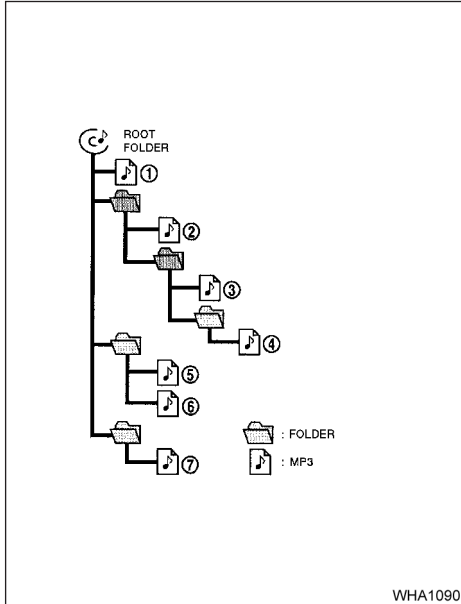 ROOT
FOLDER
①
②
③
④
⑤
⑥
⑦
: FOLDER
: MP3
WHA1090